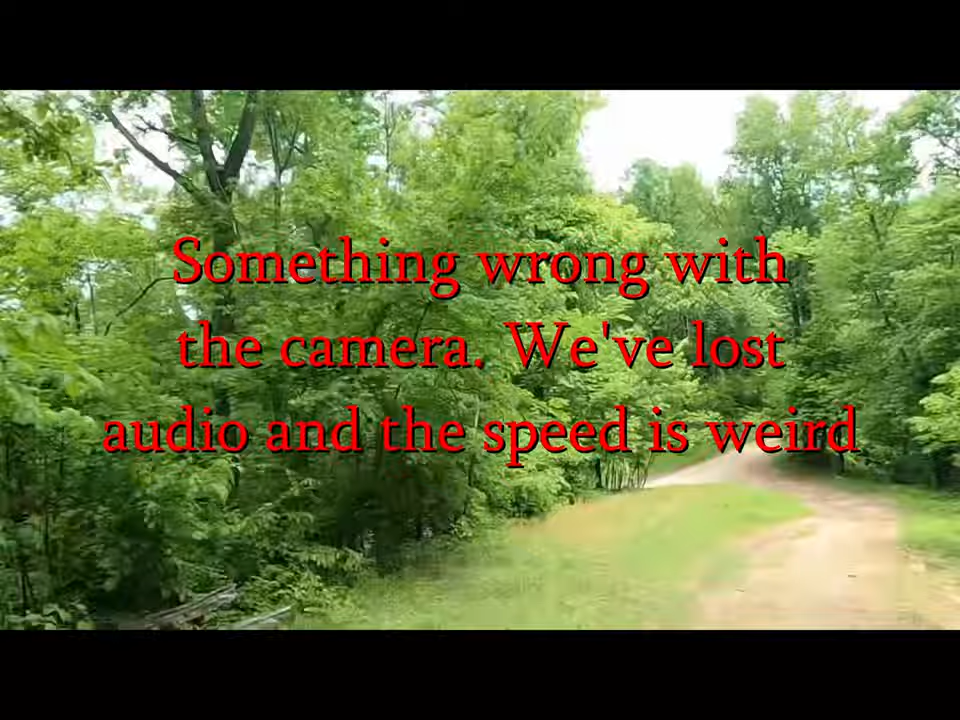 Something wrong with
the camera. We've lost
audio and the speed is weird